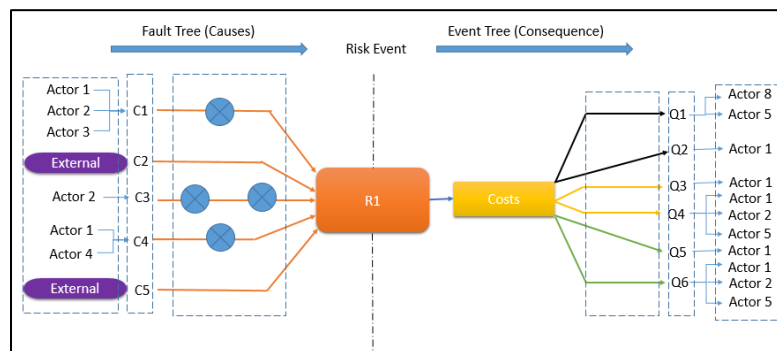 Fault Tree (Causes)
Risk Event
Event Tree (Consequence)
Actor 1
Actor 2
Actor 3
C1
External
C2
Actor 2
C3
Actor 1
Actor 4
C4
External
C5
R1
Costs
Q1
Actor 8
Actor 5
Q2
Actor 1
Q3
Actor 1
Q4
Actor 1
Actor 2
Actor 5
Q5
Actor 1
Q6
Actor 1
Actor 2
Actor 5